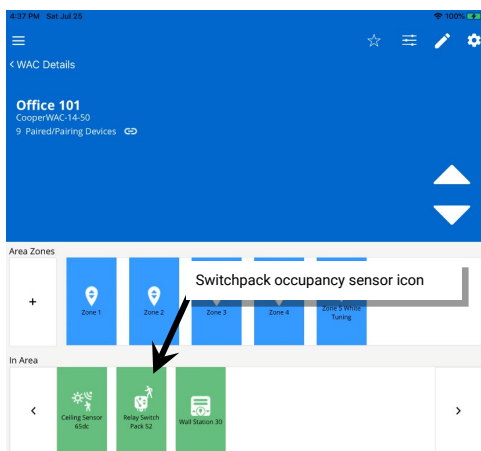 4:37 PM Sat Jul 25
100%
< WAC Details
Office 101
CooperWAC-14-50
9 Paired/Pairing Devices
Area Zones
Switchpack occupancy sensor icon
+
Zone 1
Zone 2
Zone 3
Zone 4
Zone 5 White
Tuning
In Area
<
Ceiling Sensor
65dc
Relay Switch
Pack 52
Wall Station 30
>